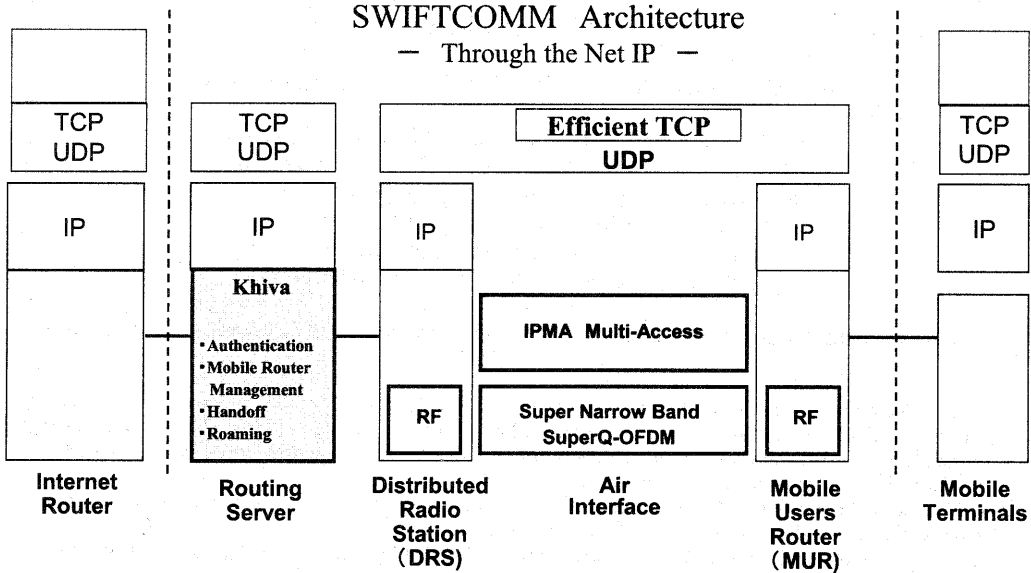 SWIFTCOMM Architecture
— Through the Net IP —
TCP
UDP
IP
Internet
Router
TCP
UDP
IP
Khiva
・Authentication
・Mobile Router
Management
・Handoff
・Roaming
Routing
Server
Efficient TCP
UDP
IP
RF
Distributed
Radio
Station
(DRS)
IPMA Multi-Access
Super Narrow Band
SuperQ-OFDM
Air
Interface
IP
RF
Mobile
Users
Router
(MUR)
TCP
UDP
IP
Mobile
Terminals